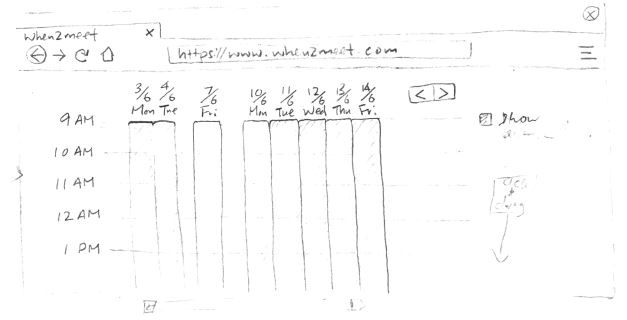 when2meet x
https://www.when2meet.com
3/6 4/6 7/6 10/6 11/6 12/6 13/6 14/6
Mon Tue Fri Mon Tue Wed Thu Fri
< | >
9 AM
Show
10 AM
11 AM
12 AM
1 PM